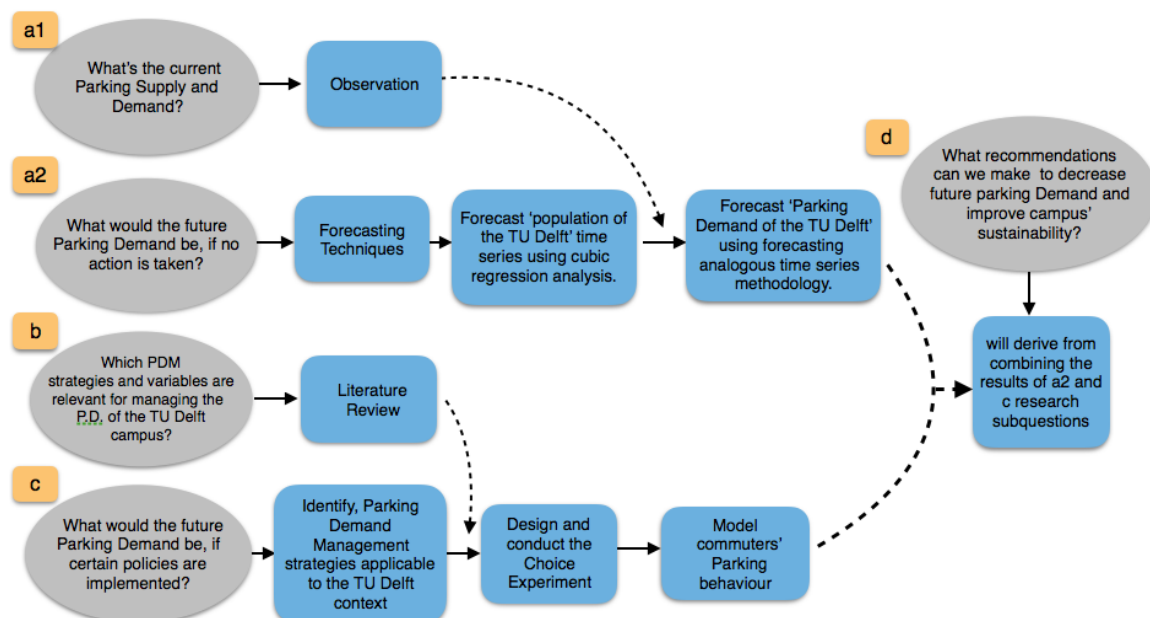 a1
What's the current
Parking Supply and
Demand?
Observation
a2
What would the future
Parking Demand be, if no
action is taken?
Forecasting
Techniques
Forecast 'population of
the TU Delft' time
series using cubic
regression analysis.
Forecast 'Parking
Demand of the TU Delft'
using forecasting
analogous time series
methodology.
b
Which PDM
strategies and variables are
relevant for managing the
P.D. of the TU Delft
campus?
Literature
Review
c
What would the future
Parking Demand be, if
certain policies are
implemented?
Identify, Parking
Demand
Management
strategies applicable
to the TU Delft
context
Design and
conduct the
Choice
Experiment
Model
commuters'
Parking
behaviour
d
What recommendations
can we make to decrease
future parking Demand and
improve campus'
sustainability?
will derive from
combining the
results of a2 and
c research
subquestions